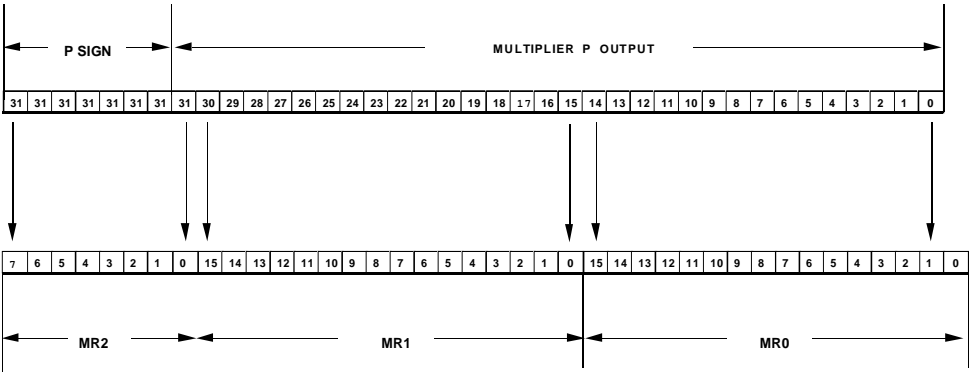 P SIGN MULTIPLIER P OUTPUT
31 31 31 31 31 31 31 31 30 29 28 27 26 25 24 23 22 21 20 19 18 17 16 15 14 13 12 11 10 9 8 7 6 5 4 3 2 1 0
7 6 5 4 3 2 1 0 15 14 13 12 11 10 9 8 7 6 5 4 3 2 1 0 15 14 13 12 11 10 9 8 7 6 5 4 3 2 1 0
MR2 MR1 MR0